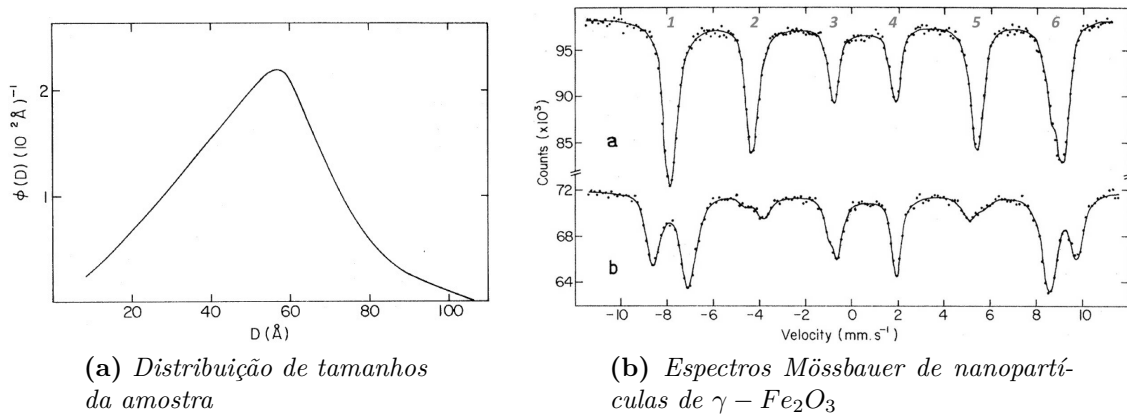 2
1
ϕ (D) (10⁻² Å)⁻¹
20 40 60 80 100
D (Å)
(a) Distribuição de tamanhos
da amostra
1 2 3 4 5 6
95
90
85
72
68
64
Counts (×10³)
a
b
-10 -8 -6 -4 -2 0 2 4 6 8 10
Velocity (mm.s⁻¹)
(b) Espectros Mössbauer de nanopartí-
culas de γ − Fe₂O₃